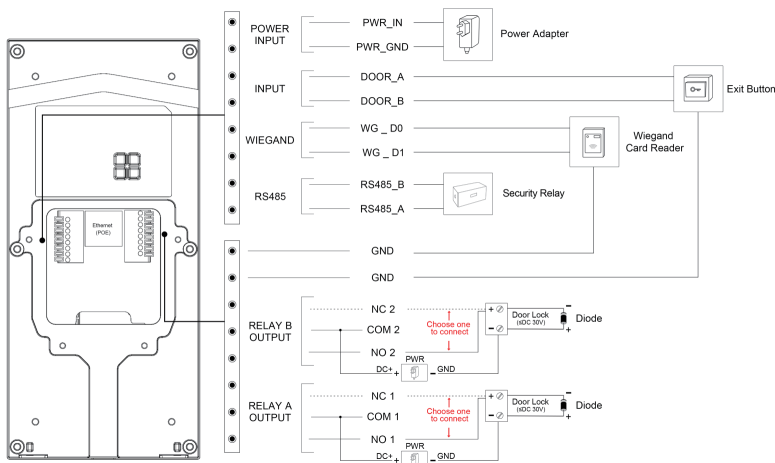 POWER INPUT
PWR_IN
PWR_GND
Power Adapter
INPUT
DOOR_A
DOOR_B
Exit Button
WIEGAND
WG _ D0
WG _ D1
Wiegand
Card Reader
RS485
RS485_B
RS485_A
Security Relay
Ethernet
(POE)
GND
GND
RELAY B
OUTPUT
NC 2
COM 2
NO 2
Choose one
to connect
PWR
DC+
+
-
GND
+
-
Door Lock
(≤DC 30V)
-
+
Diode
RELAY A
OUTPUT
NC 1
COM 1
NO 1
Choose one
to connect
PWR
DC+
+
-
GND
+
-
Door Lock
(≤DC 30V)
-
+
Diode